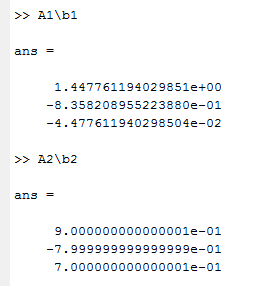 >> A1\b1
ans =
1.447761194029851e+00
-8.358208955223880e-01
-4.477611940298504e-02
>> A2\b2
ans =
9.000000000000001e-01
-7.999999999999999e-01
7.000000000000001e-01